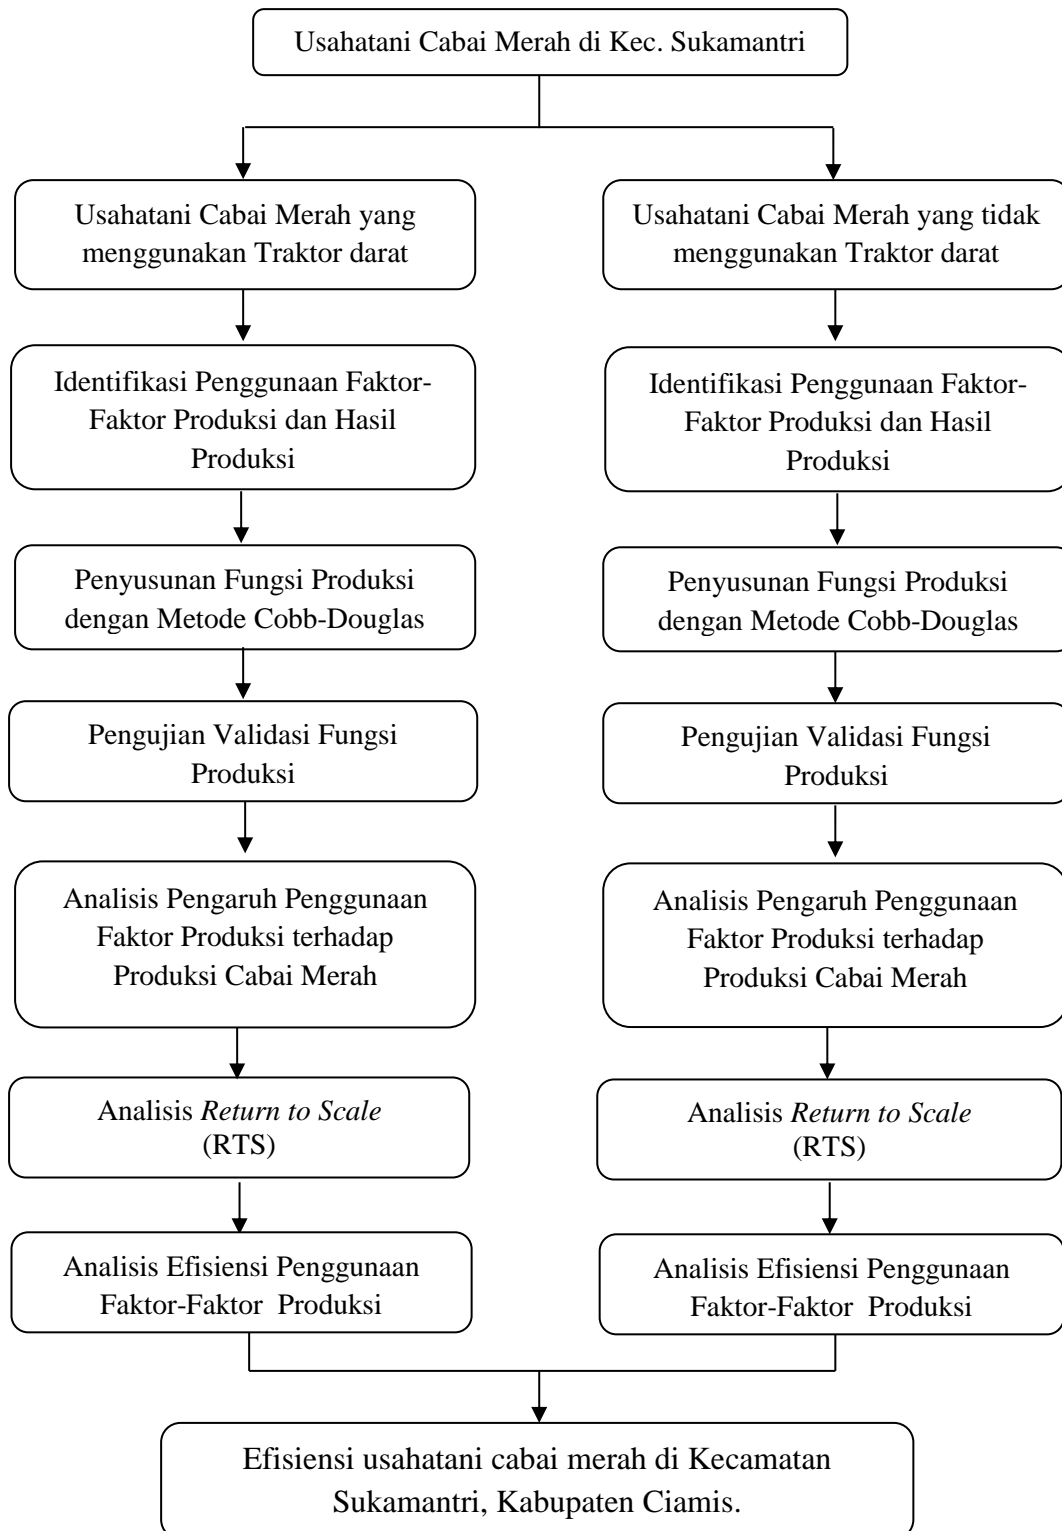 Usahatani Cabai Merah di Kec. Sukamantri
Usahatani Cabai Merah yang
menggunakan Traktor darat
Usahatani Cabai Merah yang tidak
menggunakan Traktor darat
Identifikasi Penggunaan Faktor-
Faktor Produksi dan Hasil
Produksi
Identifikasi Penggunaan Faktor-
Faktor Produksi dan Hasil
Produksi
Penyusunan Fungsi Produksi
dengan Metode Cobb-Douglas
Penyusunan Fungsi Produksi
dengan Metode Cobb-Douglas
Pengujian Validasi Fungsi
Produksi
Pengujian Validasi Fungsi
Produksi
Analisis Pengaruh Penggunaan
Faktor Produksi terhadap
Produksi Cabai Merah
Analisis Pengaruh Penggunaan
Faktor Produksi terhadap
Produksi Cabai Merah
Analisis Return to Scale
(RTS)
Analisis Return to Scale
(RTS)
Analisis Efisiensi Penggunaan
Faktor-Faktor Produksi
Analisis Efisiensi Penggunaan
Faktor-Faktor Produksi
Efisiensi usahatani cabai merah di Kecamatan
Sukamantri, Kabupaten Ciamis.